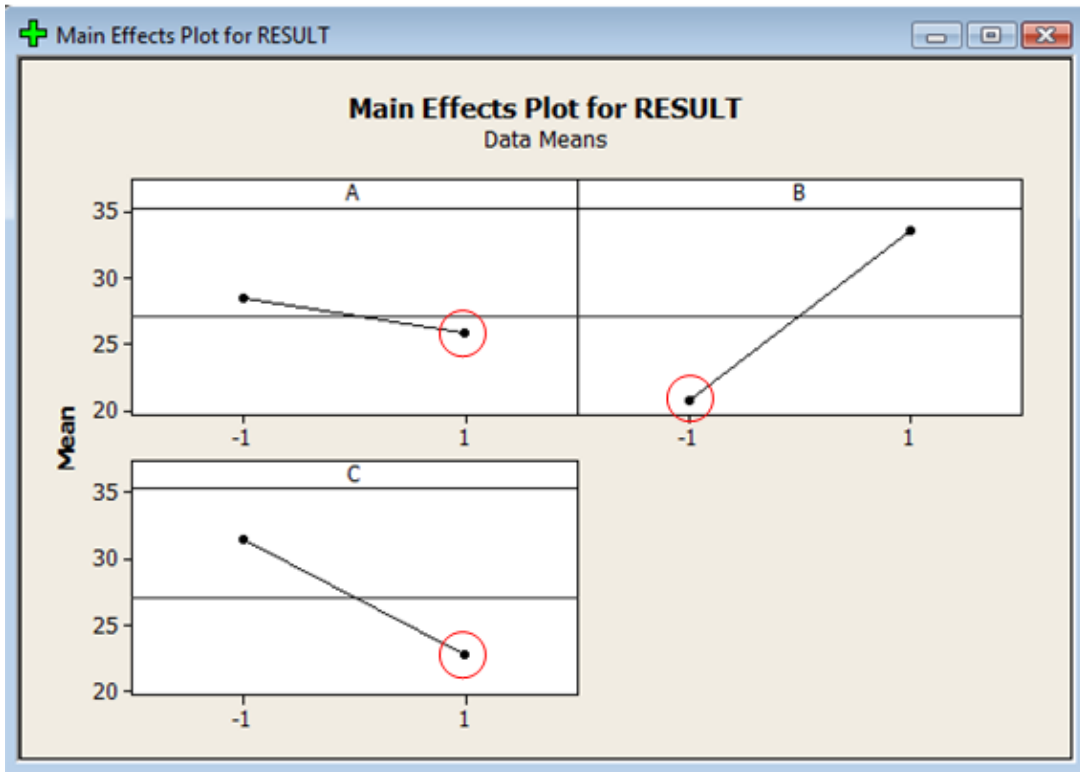 Main Effects Plot for RESULT
Main Effects Plot for RESULT
Data Means
Mean
A
B
35
30
25
20
-1
1
-1
1
C
35
30
25
20
-1
1